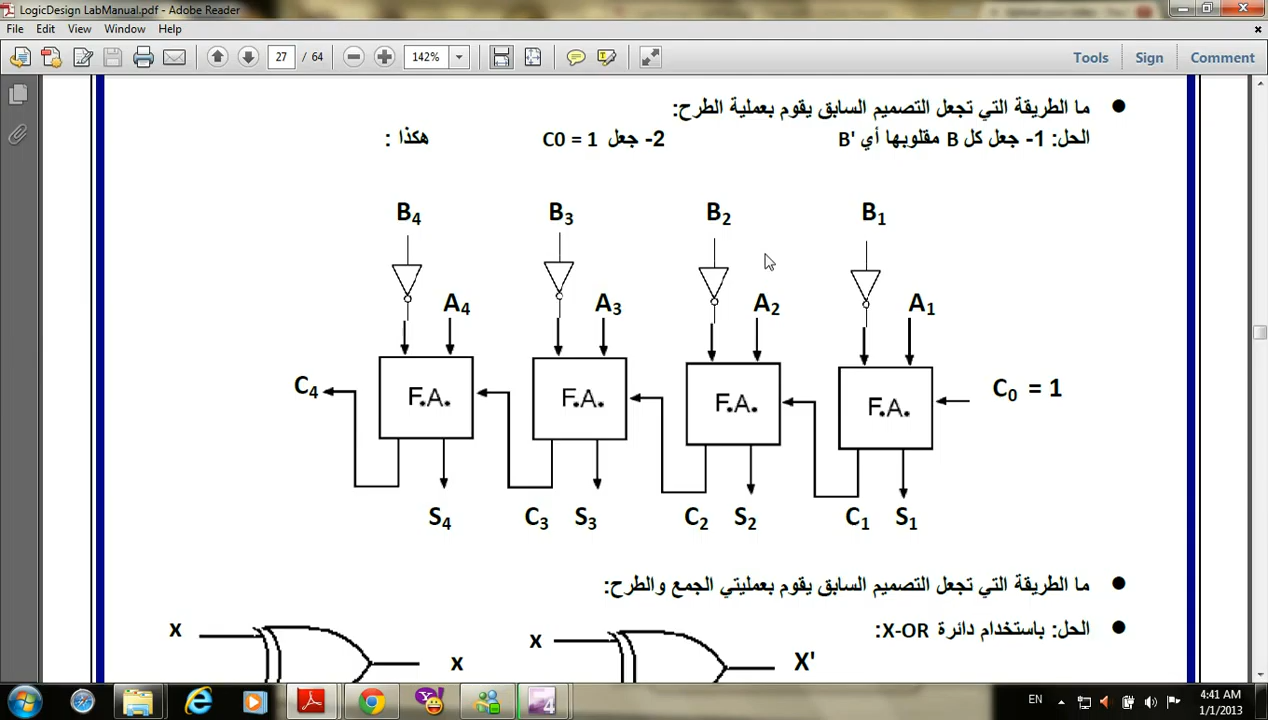 LogicDesign LabManual.pdf - Adobe Reader
File Edit View Window Help
27 / 64 142% Tools Sign Comment
ما الطريقة التي تجعل التصميم السابق يقوم بعملية الطرح:
الحل: 1- جعل كل B مقلوبها أي B' 2- جعل C0 = 1 هكذا :
B4 B3 B2 B1
A4 A3 A2 A1
C4 F.A. F.A. F.A. F.A. C0 = 1
S4 C3 S3 C2 S2 C1 S1
ما الطريقة التي تجعل التصميم السابق يقوم بعمليتي الجمع والطرح:
الحل: باستخدام دائرة X-OR:
x x x X'
EN 4:41 AM
1/1/2013